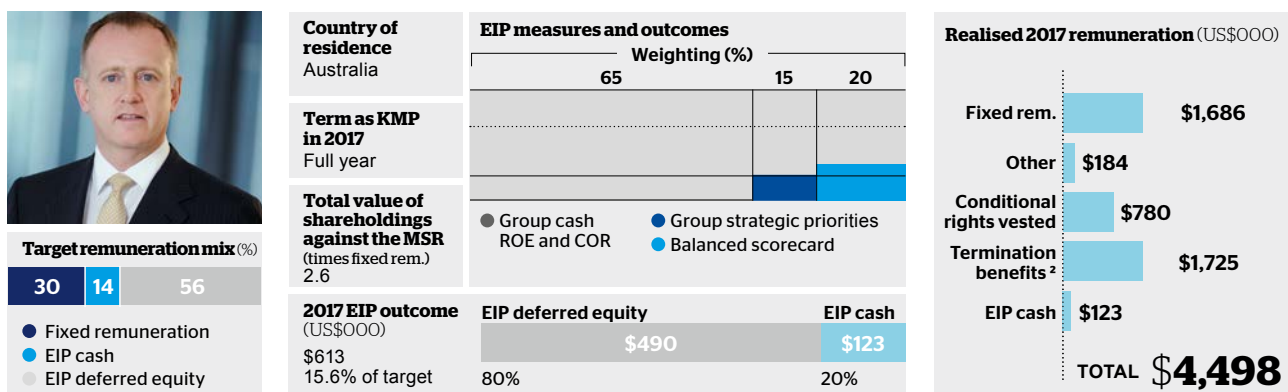 Target remuneration mix (%)
30 14 56
Fixed remuneration
EIP cash
EIP deferred equity
Country of
residence
Australia
Term as KMP
in 2017
Full year
Total value of
shareholdings
against the MSR
(times fixed rem.)
2.6
EIP measures and outcomes
Weighting (%)
65 15 20
Group cash
ROE and COR
Group strategic priorities
Balanced scorecard
2017 EIP outcome
(US$000)
$613
15.6% of target
EIP deferred equity EIP cash
$490 $123
80% 20%
Realised 2017 remuneration (US$000)
Fixed rem. $1,686
Other $184
Conditional
rights vested $780
Termination
benefits ² $1,725
EIP cash $123
TOTAL $4,498